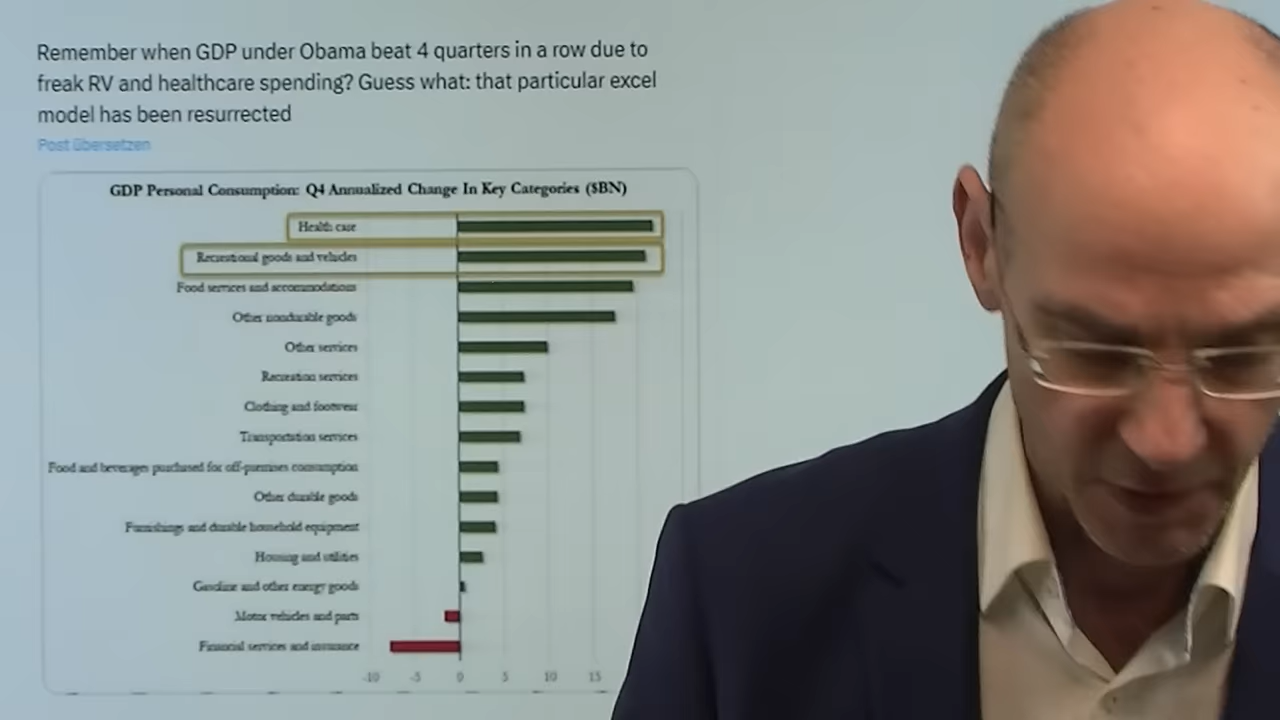 Remember when GDP under Obama beat 4 quarters in a row due to
freak RV and healthcare spending? Guess what: that particular excel
model has been resurrected
Post übersetzen
GDP Personal Consumption: Q4 Annualized Change In Key Categories ($BN)
Health care
Recreational goods and vehicles
Food services and accommodations
Other nondurable goods
Other services
Recreation services
Clothing and footwear
Transportation services
Food and beverages purchased for off-premises consumption
Other durable goods
Furnishings and durable household equipment
Housing and utilities
Gasoline and other energy goods
Motor vehicles and parts
Financial services and insurance
-10 -5 0 5 10 15